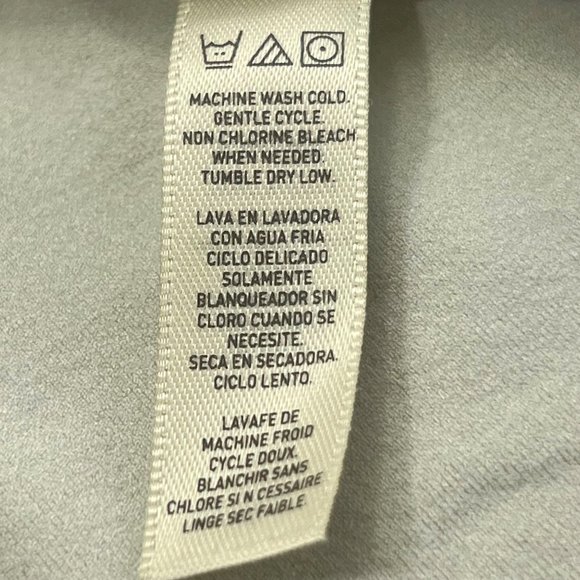 MACHINE WASH COLD.
GENTLE CYCLE.
NON CHLORINE BLEACH
WHEN NEEDED.
TUMBLE DRY LOW.
LAVA EN LAVADORA
CON AGUA FRIA
CICLO DELICADO
SOLAMENTE
BLANQUEADOR SIN
CLORO CUANDO SE
NECESITE.
SECA EN SECADORA.
CICLO LENTO.
LAVAFE DE
MACHINE FROID
CYCLE DOUX.
BLANCHIR SANS
CHLORE SI N CESSAIRE
LINGE SEC FAIBLE.